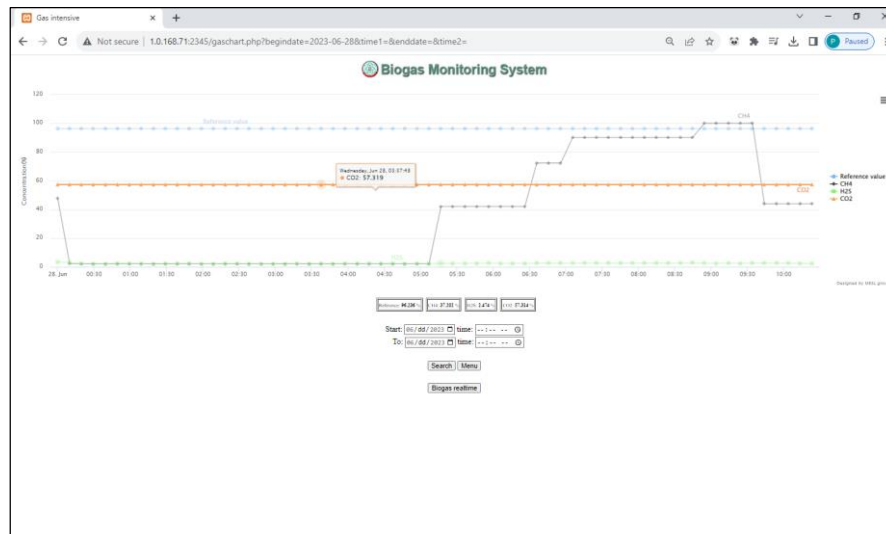 Gas intensive
Not secure | 1.0.168.71:2345/gaschart.php?begindate=2023-06-28&time1=&enddate=&time2=
P Paused
Biogas Monitoring System
120
100
80
60
40
20
0
Concentration(%)
Reference value
CH4
Wednesday, Jun 28, 03:37:48
CO2: 57.319
CO2
H2S
Reference value
CH4
H2S
CO2
28. Jun 00:30 01:00 01:30 02:00 02:30 03:00 03:30 04:00 04:30 05:00 05:30 06:00 06:30 07:00 07:30 08:00 08:30 09:00 09:30 10:00
Start: 06/dd/2023 time: --:-- --
To: 06/dd/2023 time: --:-- --
Search Menu
Biogas realtime